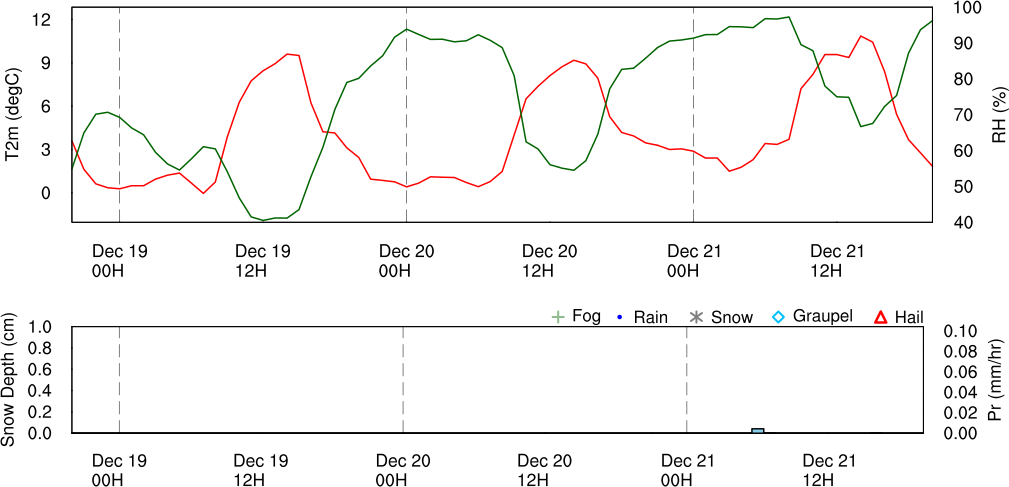 T2m (degC)
12
9
6
3
0
RH (%)
100
90
80
70
60
50
40
Dec 19 Dec 19 Dec 20 Dec 20 Dec 21 Dec 21
00H 12H 00H 12H 00H 12H
Fog Rain Snow Graupel Hail
Snow Depth (cm)
1.0
0.8
0.6
0.4
0.2
0.0
Pr (mm/hr)
0.10
0.08
0.06
0.04
0.02
0.00
Dec 19 Dec 19 Dec 20 Dec 20 Dec 21 Dec 21
00H 12H 00H 12H 00H 12H